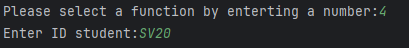 Please select a function by enterting a number:4
Enter ID student:SV20